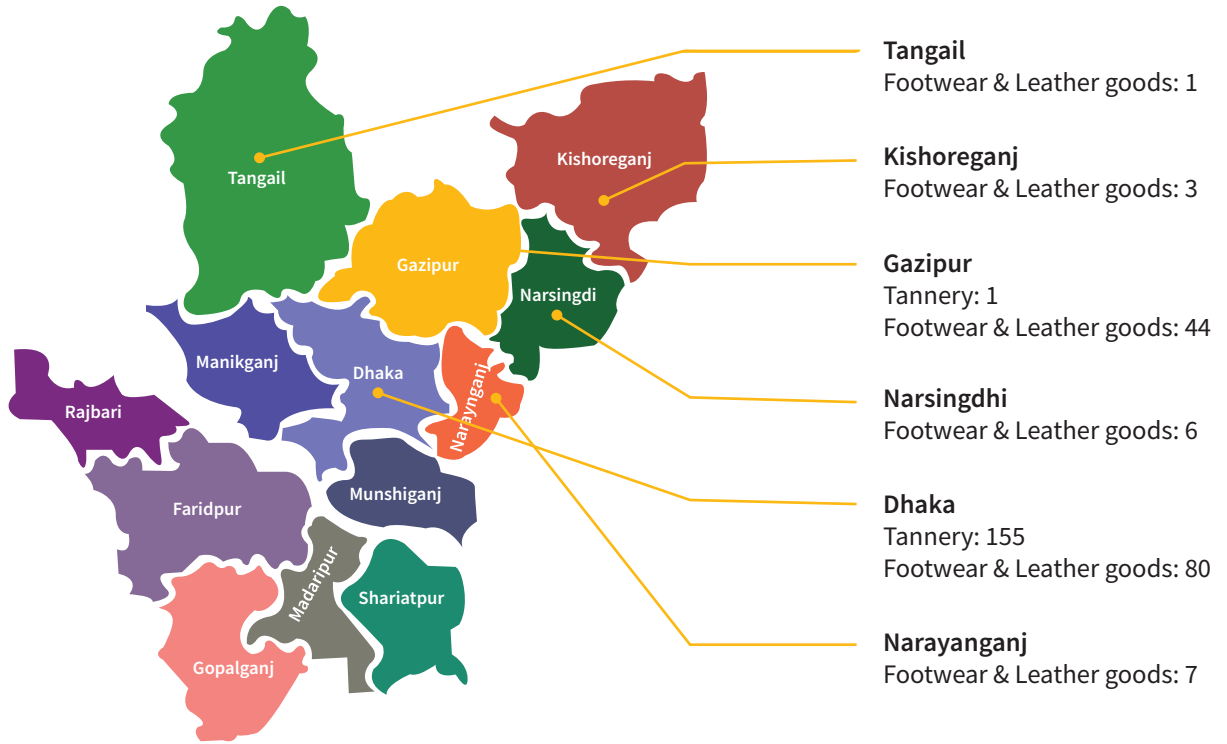 Tangail
Kishoreganj
Gazipur
Narsingdi
Manikganj
Dhaka
Naraynganj
Rajbari
Munshiganj
Faridpur
Madaripur
Shariatpur
Gopalganj
Tangail
Footwear & Leather goods: 1
Kishoreganj
Footwear & Leather goods: 3
Gazipur
Tannery: 1
Footwear & Leather goods: 44
Narsingdhi
Footwear & Leather goods: 6
Dhaka
Tannery: 155
Footwear & Leather goods: 80
Narayanganj
Footwear & Leather goods: 7